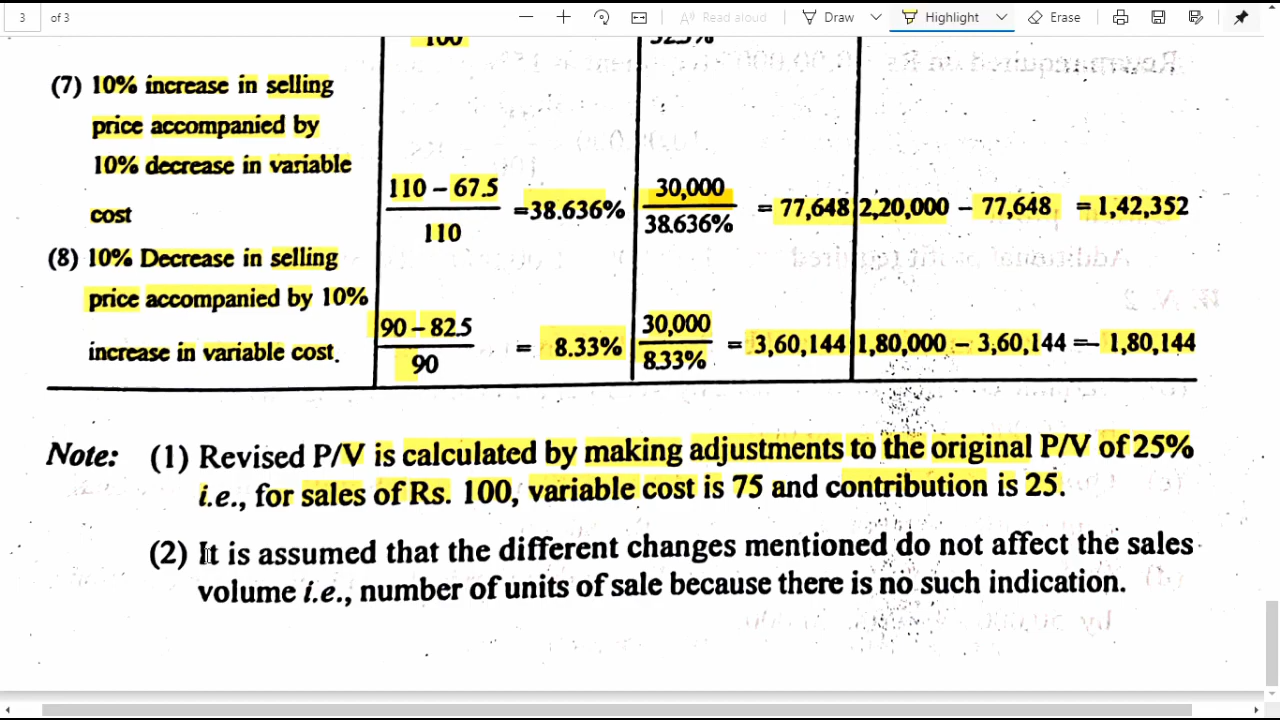 3 of 3 Read aloud Draw Highlight Erase
100
(7) 10% increase in selling
price accompanied by
10% decrease in variable
cost
110 – 67.5 / 110 =38.636% 30,000 / 38.636% = 77,648 2,20,000 – 77,648 = 1,42,352
(8) 10% Decrease in selling
price accompanied by 10%
increase in variable cost.
90 – 82.5 / 90 = 8.33% 30,000 / 8.33% = 3,60,144 1,80,000 – 3,60,144 =– 1,80,144
Note: (1) Revised P/V is calculated by making adjustments to the original P/V of 25%
i.e., for sales of Rs. 100, variable cost is 75 and contribution is 25.
(2) It is assumed that the different changes mentioned do not affect the sales
volume i.e., number of units of sale because there is no such indication.